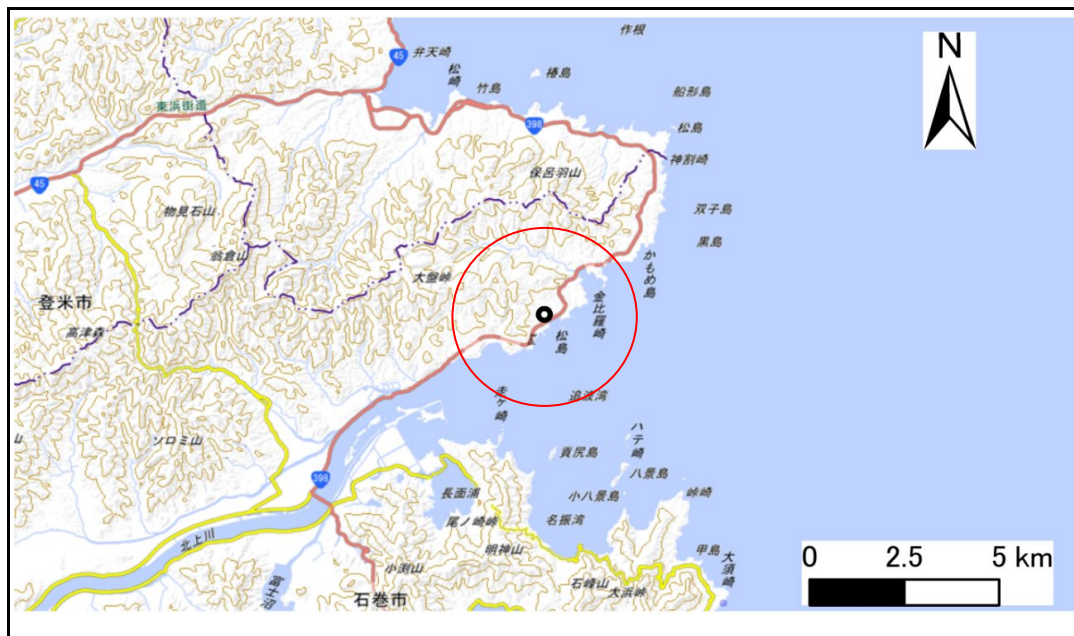 作根
N
45
弁天崎
松崎
椿島
竹島
船形島
東浜街道
398
松島
神割崎
保呂羽山
45
物見石山
双子島
翁倉山
黒島
かもめ島
大盤峠
登米市
金比羅崎
高津森
松島
追波湾
走ヶ崎
ソロミ山
山
ハテ崎
貢尻島
八景島
398
長面浦
小八景島
峠崎
尾ノ崎峠
名振湾
北上川
明神山
甲島
大須崎
小渕山
石峰山
大浜峠
富士沼
石巻市
0 2.5 5 km